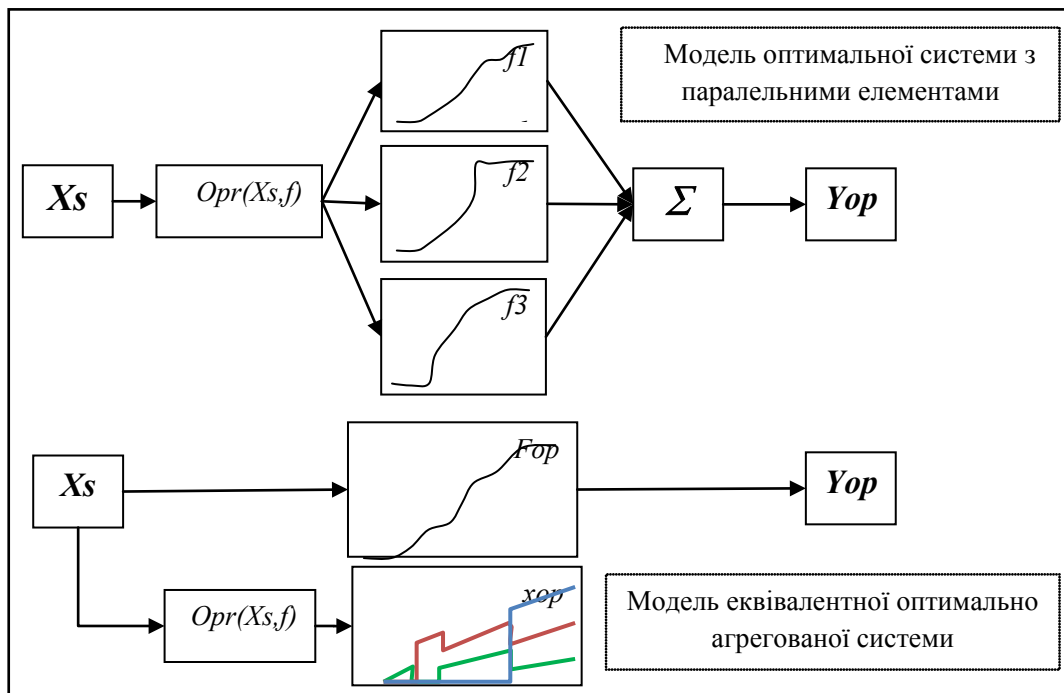 f1
Модель оптимальної системи з
паралельними елементами
Xs
Opr(Xs,f)
f2
Σ
Yop
f3
Fop
Xs
Yop
Opr(Xs,f)
xop
Модель еквівалентної оптимально
агрегованої системи